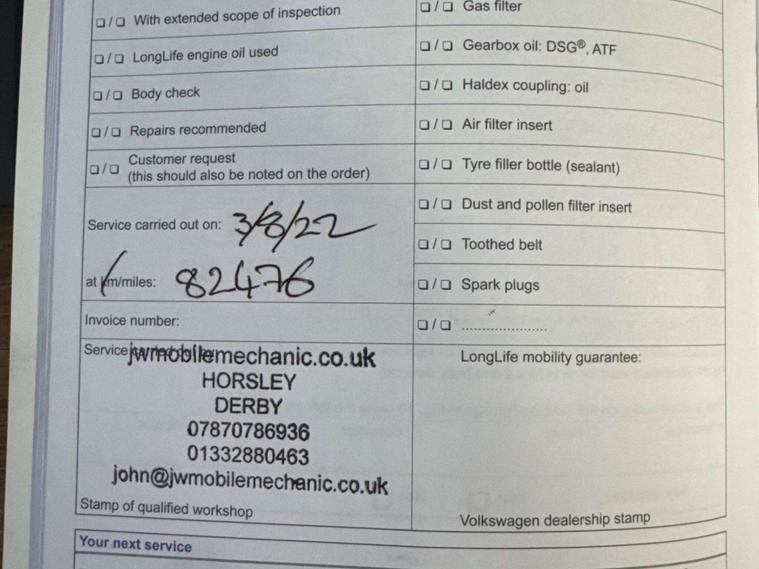 ❏ / ❏ With extended scope of inspection
❏ / ❏ LongLife engine oil used
❏ / ❏ Body check
❏ / ❏ Repairs recommended
❏ / ❏ Customer request
(this should also be noted on the order)
Service carried out on: 3/8/22
at km/miles: 82476
Invoice number:
Service
jwmobilemechanic.co.uk
HORSLEY
DERBY
07870786936
01332880463
john@jwmobilemechanic.co.uk
Stamp of qualified workshop
❏ / ❏ Gas filter
❏ / ❏ Gearbox oil: DSG®, ATF
❏ / ❏ Haldex coupling: oil
❏ / ❏ Air filter insert
❏ / ❏ Tyre filler bottle (sealant)
❏ / ❏ Dust and pollen filter insert
❏ / ❏ Toothed belt
❏ / ❏ Spark plugs
❏ / ❏ .....................
LongLife mobility guarantee:
Volkswagen dealership stamp
Your next service